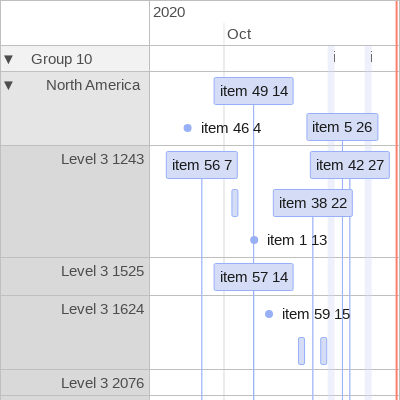 2020
Oct
▼ Group 10 i i
▼ North America item 49 14
item 46 4 item 5 26
Level 3 1243 item 56 7 item 42 27
item 38 22
item 1 13
Level 3 1525 item 57 14
Level 3 1624 item 59 15
Level 3 2076